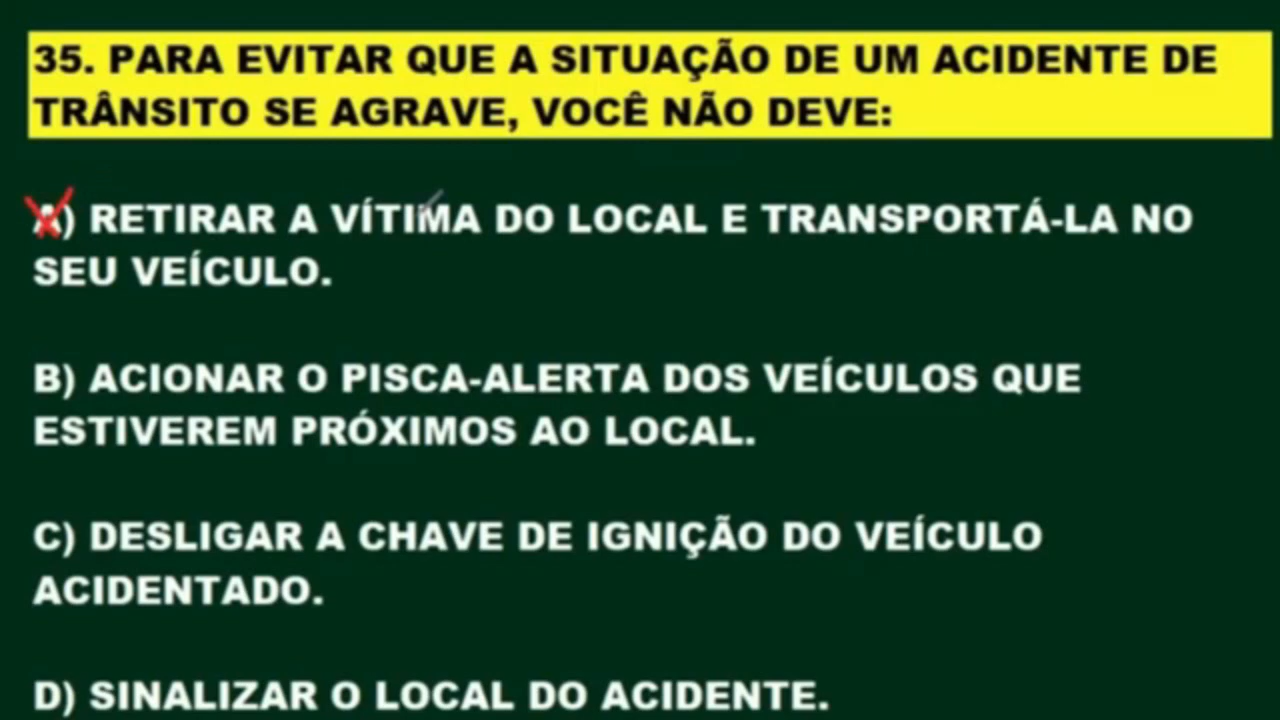 35. PARA EVITAR QUE A SITUAÇÃO DE UM ACIDENTE DE
TRÂNSITO SE AGRAVE, VOCÊ NÃO DEVE:
A) RETIRAR A VÍTIMA DO LOCAL E TRANSPORTÁ-LA NO
SEU VEÍCULO.
B) ACIONAR O PISCA-ALERTA DOS VEÍCULOS QUE
ESTIVEREM PRÓXIMOS AO LOCAL.
C) DESLIGAR A CHAVE DE IGNIÇÃO DO VEÍCULO
ACIDENTADO.
D) SINALIZAR O LOCAL DO ACIDENTE.